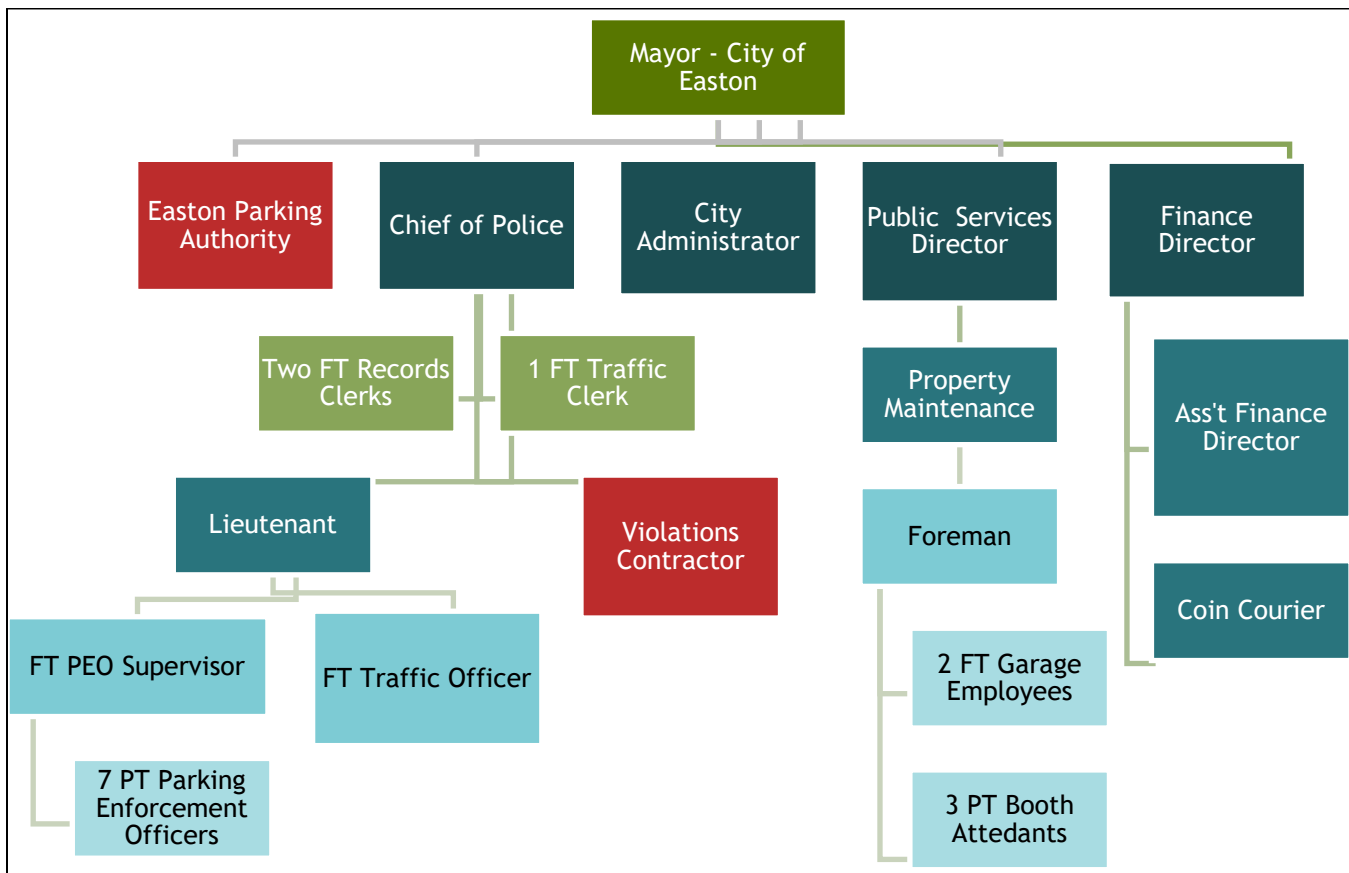 Mayor - City of
Easton
Easton Parking
Authority
Chief of Police
City
Administrator
Public  Services
Director
Finance
Director
Two FT Records
Clerks
1 FT Traffic
Clerk
Property
Maintenance
Ass't Finance
Director
Lieutenant
Violations
Contractor
Foreman
Coin Courier
FT PEO Supervisor
FT Traffic Officer
2 FT Garage
Employees
7 PT Parking
Enforcement
Officers
3 PT Booth
Attedants